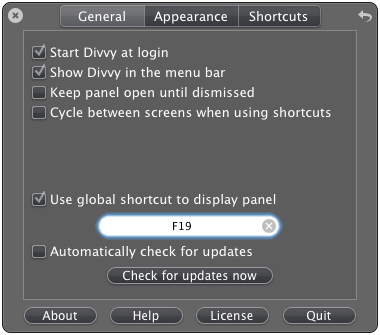 General Appearance Shortcuts
Start Divvy at login
Show Divvy in the menu bar
Keep panel open until dismissed
Cycle between screens when using shortcuts
Use global shortcut to display panel
F19
Automatically check for updates
Check for updates now
About Help License Quit